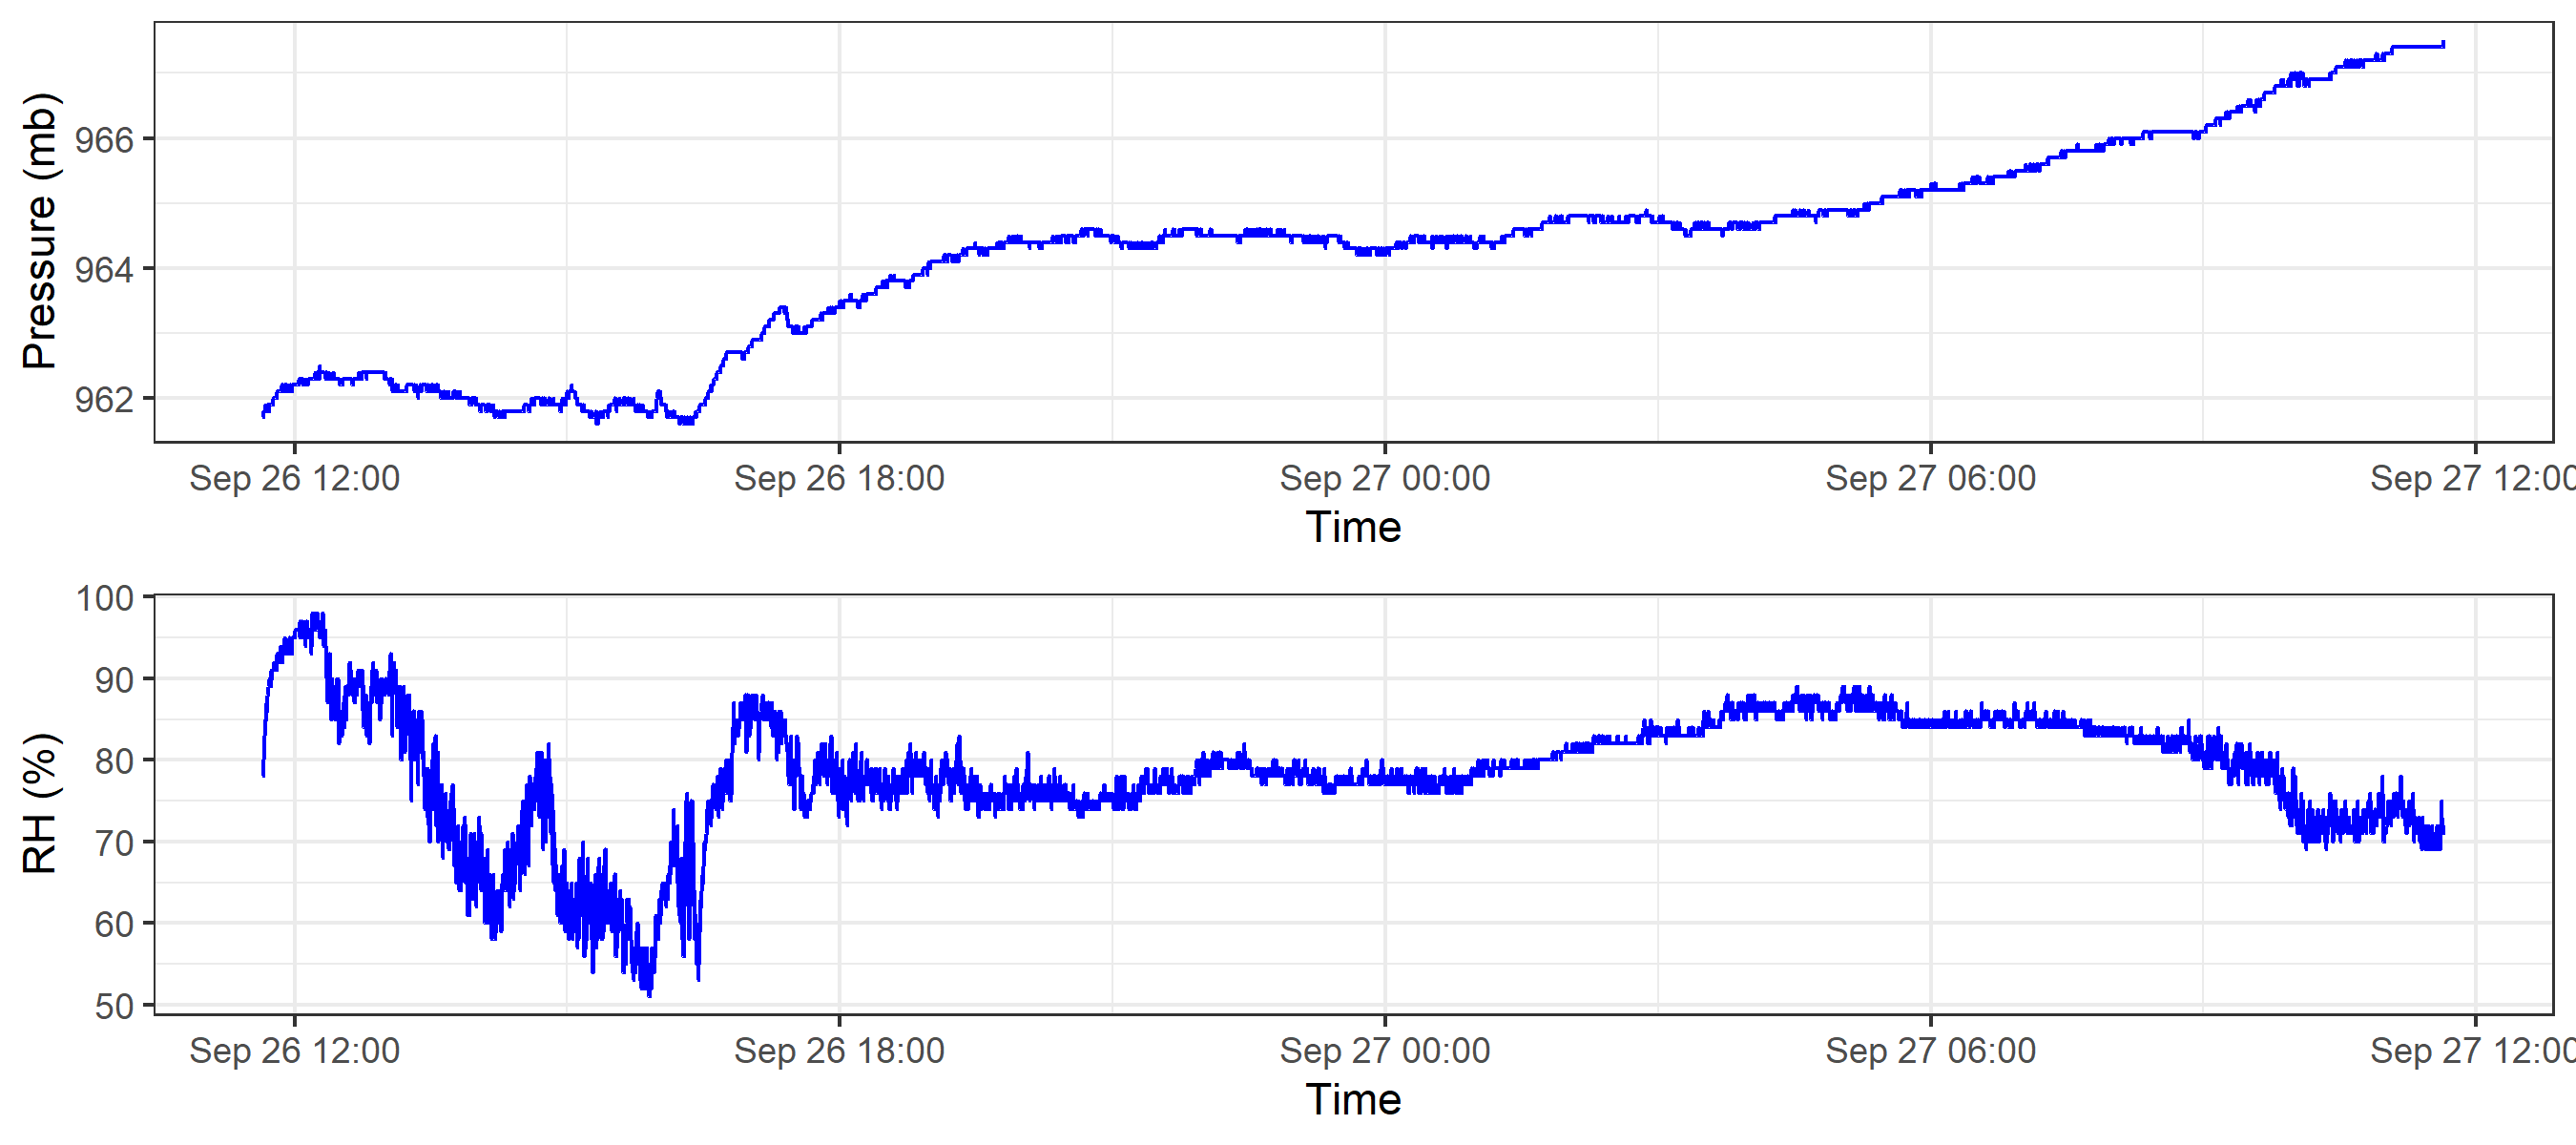 Pressure (mb)
966
964
962
Sep 26 12:00
Sep 26 18:00
Sep 27 00:00
Sep 27 06:00
Sep 27 12:00
Time
RH (%)
100
90
80
70
60
50
Sep 26 12:00
Sep 26 18:00
Sep 27 00:00
Sep 27 06:00
Sep 27 12:00
Time